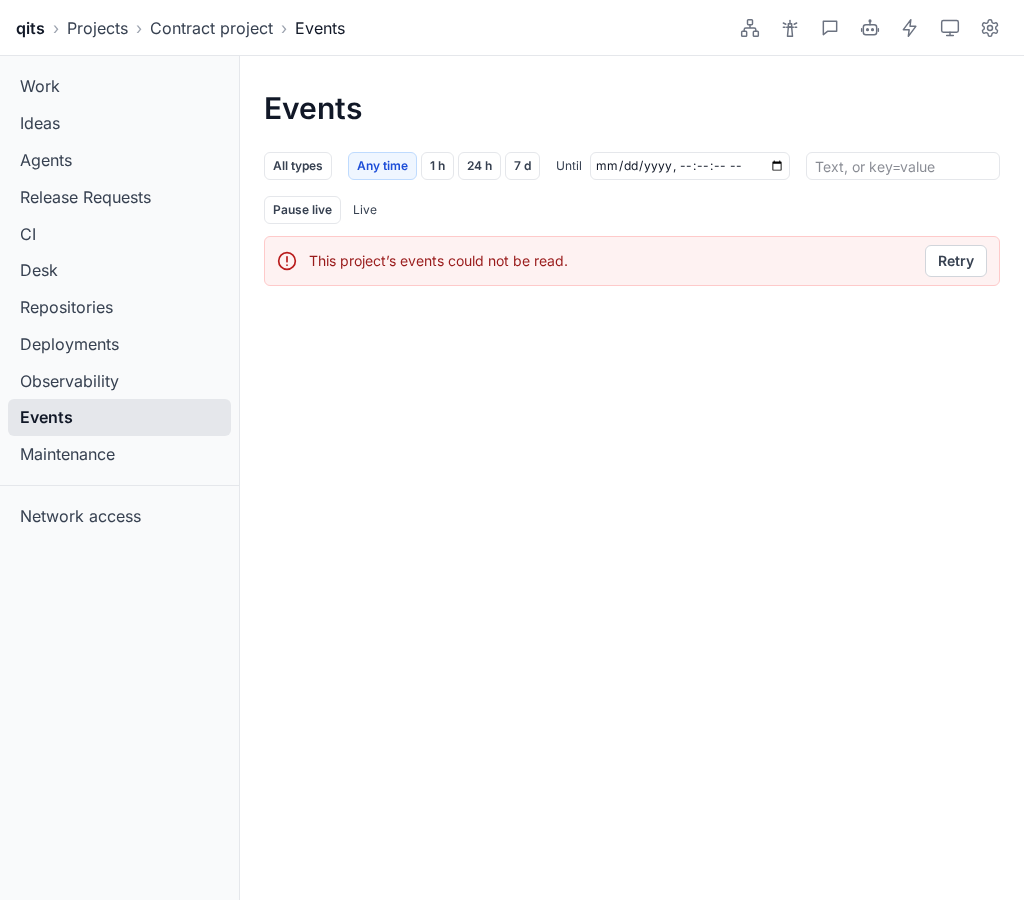 qits › Projects › Contract project › Events
Work
Ideas
Agents
Release Requests
CI
Desk
Repositories
Deployments
Observability
Events
Maintenance
Network access
Events
All types Any time 1 h 24 h 7 d Until mm/dd/yyyy, --:--:-- -- Text, or key=value
Pause live Live
This project’s events could not be read. Retry